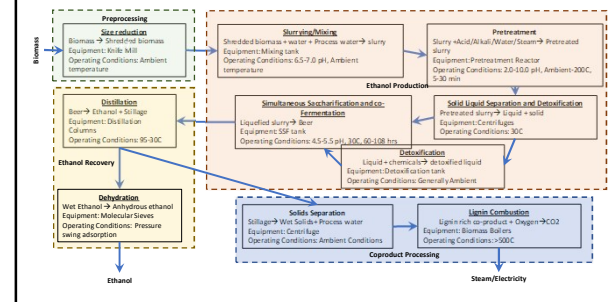 Preprocessing
Biomass
Size reduction
Biomass → Shredded biomass
Equipment: Knife Mill
Operating Conditions: Ambient
temperature
Slurrying/Mixing
Shredded biomass + water + Process water → slurry
Equipment: Mixing tank
Operating Conditions: 6.5-7.0 pH, Ambient
temperature
Pretreatment
Slurry +Acid/Alkali/Water/Steam → Pretreated
slurry
Equipment: Pretreatment Reactor
Operating Conditions: 2.0-10.0 pH, Ambient-200C,
5-30 min
Ethanol Production
Distillation
Beer → Ethanol + Stillage
Equipment: Distillation
Columns
Operating Conditions: 95-30C
Simultaneous Saccharification and co-
Fermentation
Liquefied slurry → Beer
Equipment: SSF tank
Operating Conditions: 4.5-5.5 pH, 30C, 60-108 hrs
Solid Liquid Separation and Detoxification
Pretreated slurry → Liquid + solid
Equipment: Centrifuges
Operating Conditions: 30C
Detoxification
Liquid + chemicals → detoxified liquid
Equipment: Detoxification tank
Operating Conditions: Generally Ambient
Ethanol Recovery
Dehydration
Wet Ethanol → Anhydrous ethanol
Equipment: Molecular Sieves
Operating Conditions: Pressure
swing adsorption
Solids Separation
Stillage → Wet Solids + Process water
Equipment: Centrifuge
Operating Conditions: Ambient Conditions
Lignin Combustion
Lignin rich co-product + Oxygen → CO2
Equipment: Biomass Boilers
Operating Conditions: >500C
Coproduct Processing
Ethanol
Steam/Electricity